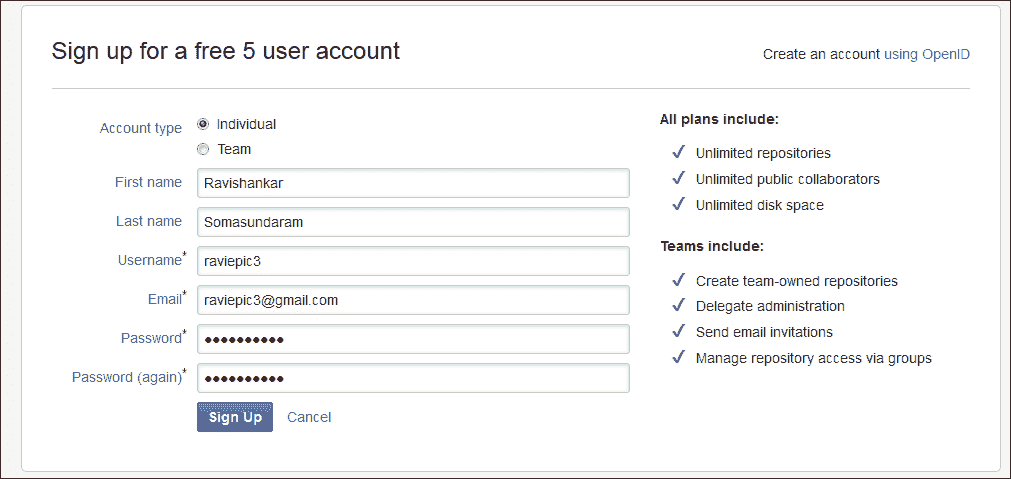 Sign up for a free 5 user account
Create an account using OpenID
Account type
Individual
Team
First name Ravishankar
Last name Somasundaram
Username* raviepic3
Email* raviepic3@gmail.com
Password* ●●●●●●●●●●
Password (again)* ●●●●●●●●●●
Sign Up Cancel
All plans include:
✓ Unlimited repositories
✓ Unlimited public collaborators
✓ Unlimited disk space
Teams include:
✓ Create team-owned repositories
✓ Delegate administration
✓ Send email invitations
✓ Manage repository access via groups